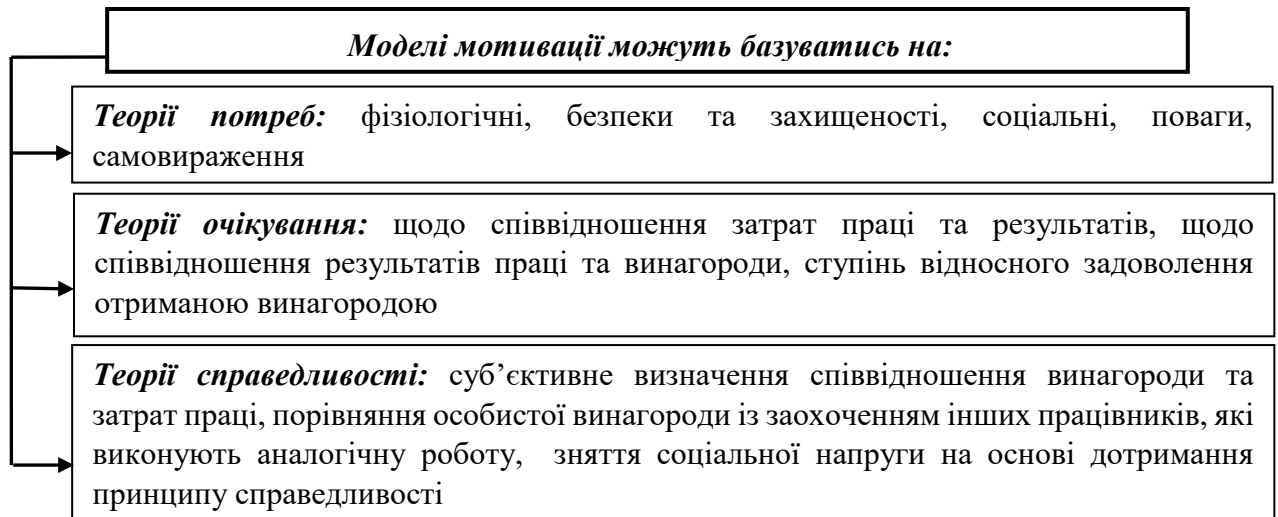 Моделі мотивації можуть базуватись на:
Теорії потреб: фізіологічні, безпеки та захищеності, соціальні, поваги,
самовираження
Теорії очікування: щодо співвідношення затрат праці та результатів, щодо
співвідношення результатів праці та винагороди, ступінь відносного задоволення
отриманою винагородою
Теорії справедливості: суб’єктивне визначення співвідношення винагороди та
затрат праці, порівняння особистої винагороди із заохоченням інших працівників, які
виконують аналогічну роботу, зняття соціальної напруги на основі дотримання
принципу справедливості